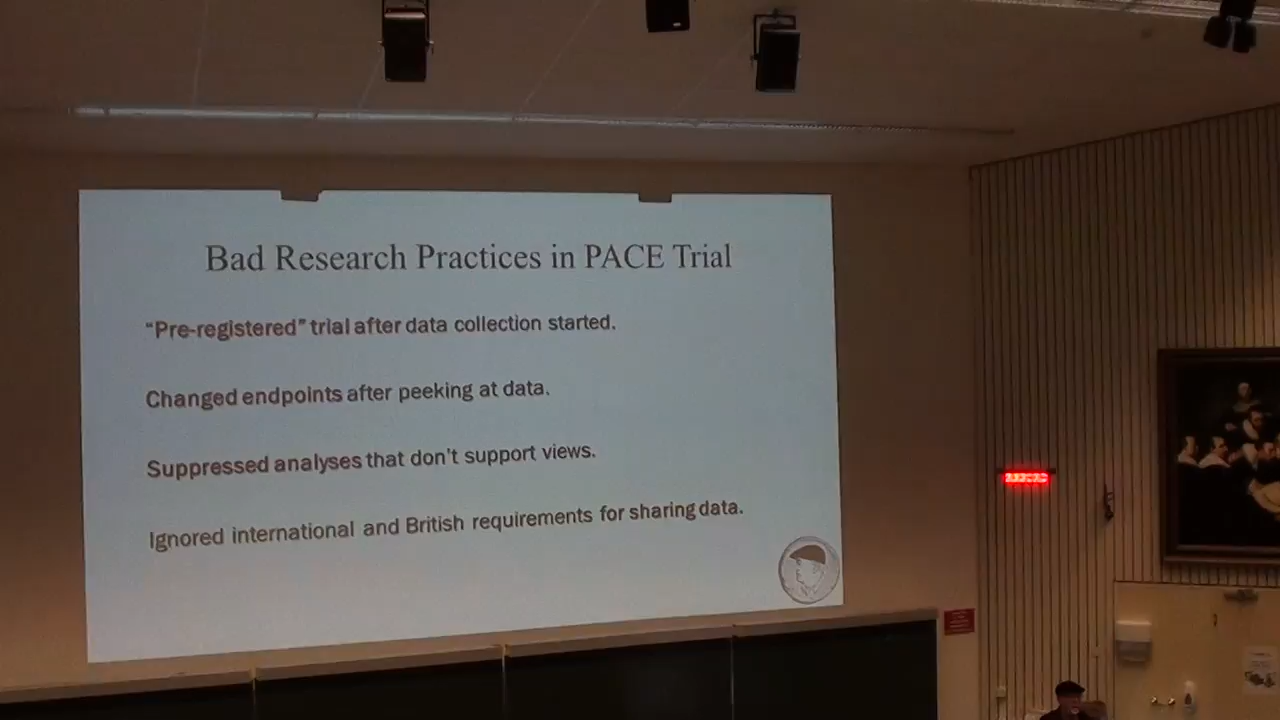 Bad Research Practices in PACE Trial
“Pre-registered” trial after data collection started.
Changed endpoints after peeking at data.
Suppressed analyses that don't support views.
Ignored international and British requirements for sharing data.